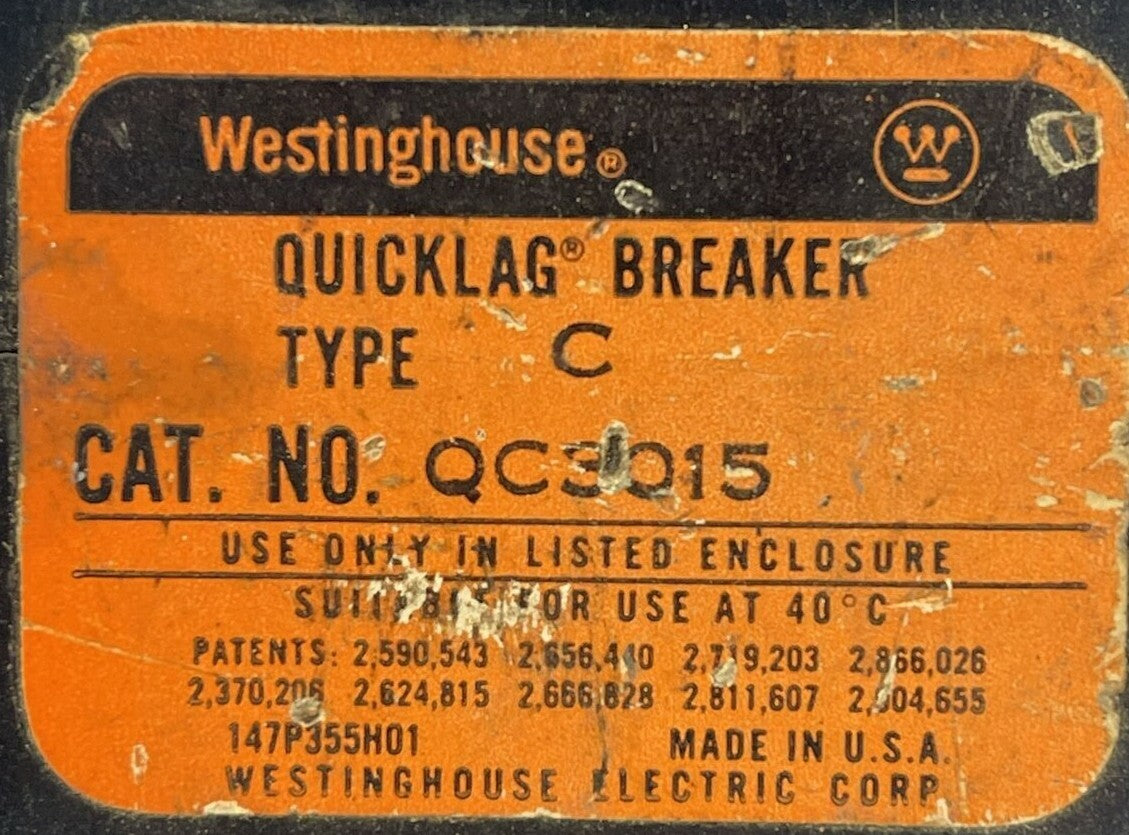 Westinghouse®
QUICKLAG® BREAKER
TYPE C
CAT. NO. QC3015
USE ONLY IN LISTED ENCLOSURE
SUITABLE FOR USE AT 40°C
PATENTS: 2,590,543 2,656,440 2,719,203 2,866,026
2,370,206 2,624,815 2,666,828 2,811,607
147P355H01 MADE IN U.S.A.
WESTINGHOUSE ELECTRIC CORP